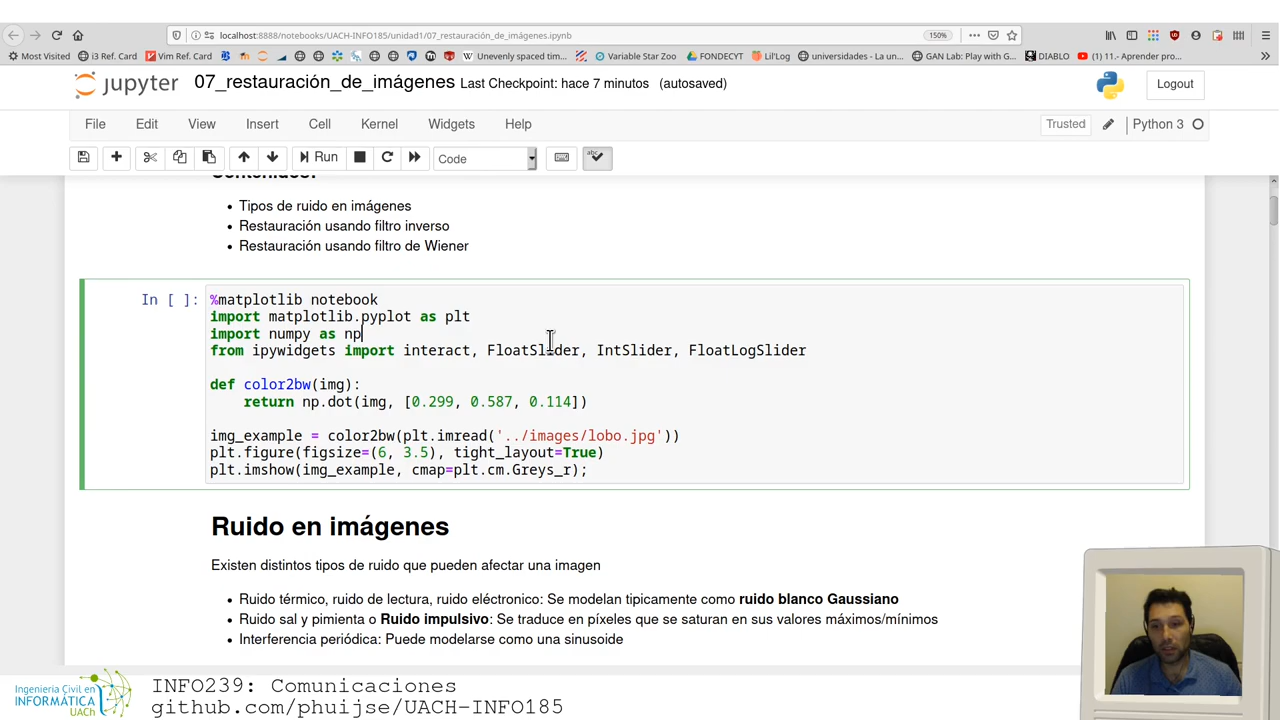 localhost:8888/notebooks/UACH-INFO185/unidad1/07_restauración_de_imágenes.ipynb
150%
Most Visited i3 Ref. Card Vim Ref. Card Unevenly spaced tim... Variable Star Zoo FONDECYT Lil'Log universidades - La un... GAN Lab: Play with G... DIABLO (1) 11.- Aprender pro...
jupyter 07_restauración_de_imágenes Last Checkpoint: hace 7 minutos (autosaved) Logout
File Edit View Insert Cell Kernel Widgets Help Trusted Python 3
Run Code
Contenidos:
• Tipos de ruido en imágenes
• Restauración usando filtro inverso
• Restauración usando filtro de Wiener
In [ ]: %matplotlib notebook
import matplotlib.pyplot as plt
import numpy as np
from ipywidgets import interact, FloatSlider, IntSlider, FloatLogSlider
def color2bw(img):
return np.dot(img, [0.299, 0.587, 0.114])
img_example = color2bw(plt.imread('../images/lobo.jpg'))
plt.figure(figsize=(6, 3.5), tight_layout=True)
plt.imshow(img_example, cmap=plt.cm.Greys_r);
Ruido en imágenes
Existen distintos tipos de ruido que pueden afectar una imagen
• Ruido térmico, ruido de lectura, ruido eléctronico: Se modelan tipicamente como ruido blanco Gaussiano
• Ruido sal y pimienta o Ruido impulsivo: Se traduce en píxeles que se saturan en sus valores máximos/mínimos
• Interferencia periódica: Puede modelarse como una sinusoide
Ingeniería Civil en
INFORMÁTICA
UACh
INFO239: Comunicaciones
github.com/phuijse/UACH-INFO185